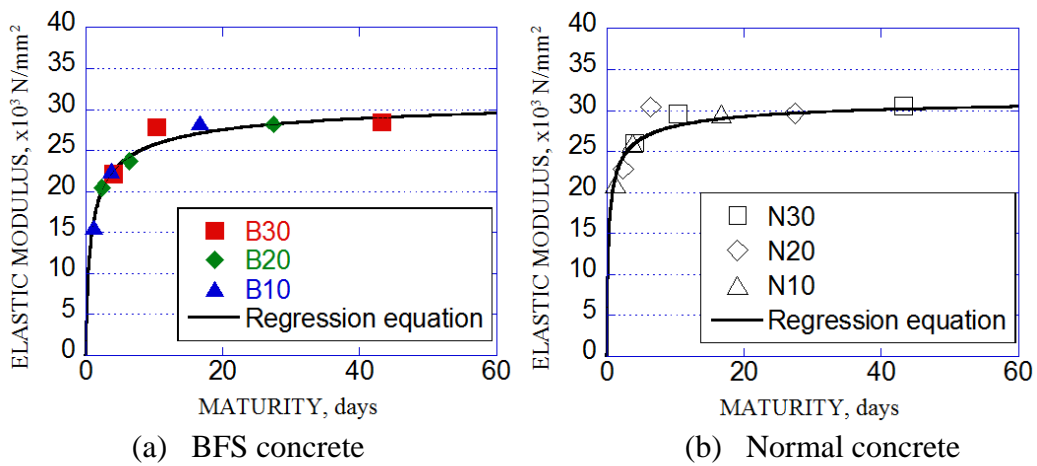 40
35
30
25
20
15
10
5
0
ELASTIC MODULUS, x10³ N/mm²
B30
B20
B10
Regression equation
0 20 40 60
MATURITY, days
(a) BFS concrete
40
35
30
25
20
15
10
5
0
ELASTIC MODULUS, x10³ N/mm²
N30
N20
N10
Regression equation
0 20 40 60
MATURITY, days
(b) Normal concrete